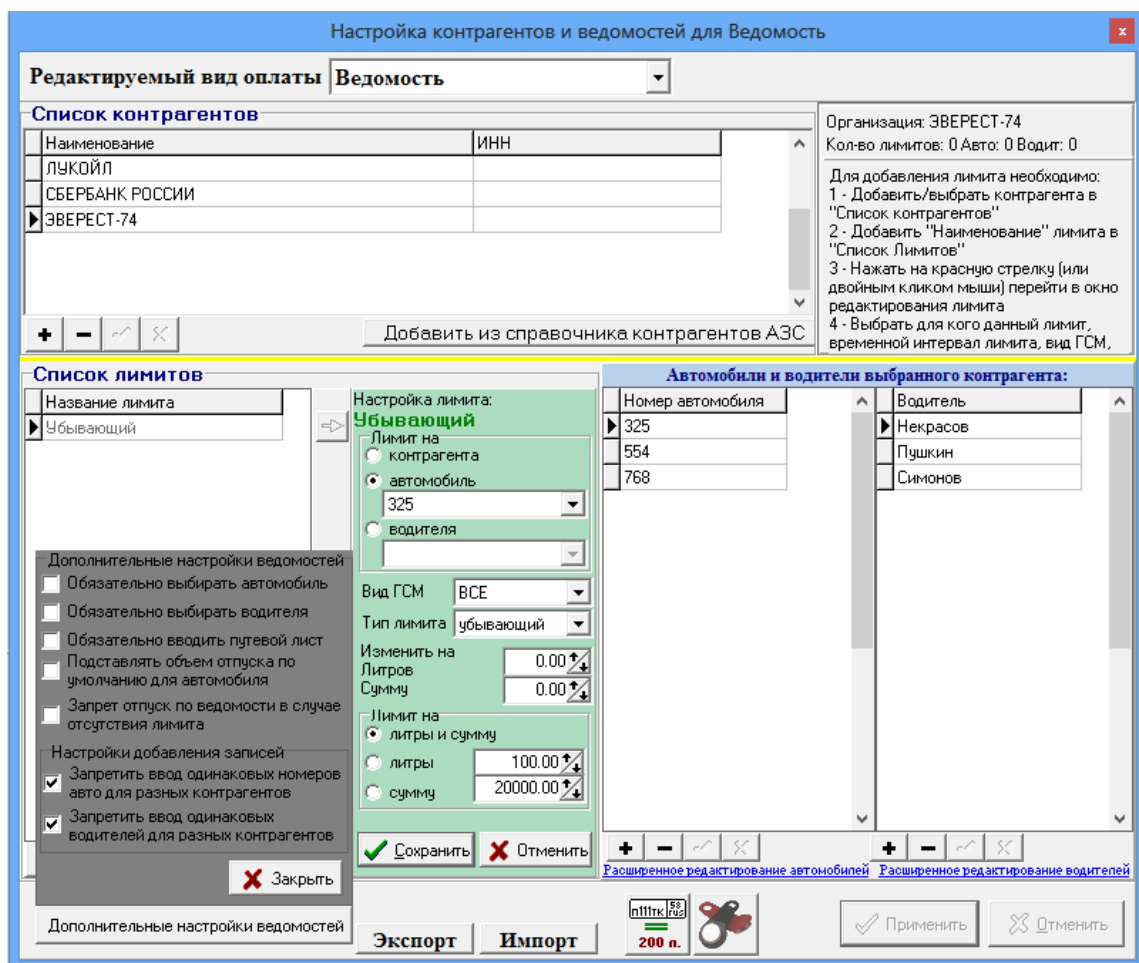 Настройка контрагентов и ведомостей для Ведомость
x
Редактируемый вид оплаты Ведомость
Список контрагентов
Наименование ИНН
ЛУКОЙЛ
СБЕРБАНК РОССИИ
ЭВЕРЕСТ-74
Добавить из справочника контрагентов АЗС
Организация: ЭВЕРЕСТ-74
Кол-во лимитов: 0 Авто: 0 Водит: 0
Для добавления лимита необходимо:
1 - Добавить/выбрать контрагента в
"Список контрагентов"
2 - Добавить "Наименование" лимита в
"Список Лимитов"
3 - Нажать на красную стрелку (или
двойным кликом мыши) перейти в окно
редактирования лимита
4 - Выбрать для кого данный лимит,
временной интервал лимита, вид ГСМ,
Список лимитов
Название лимита
Убывающий
Настройка лимита:
Убывающий
Лимит на
контрагента
автомобиль
325
водителя
Вид ГСМ ВСЕ
Тип лимита убывающий
Изменить на
Литров 0.00
Сумму 0.00
Лимит на
литры и сумму
литры 100.00
сумму 20000.00
Сохранить Отменить
Автомобили и водители выбранного контрагента:
Номер автомобиля
325
554
768
Расширенное редактирование автомобилей
Водитель
Некрасов
Пушкин
Симонов
Расширенное редактирование водителей
Дополнительные настройки ведомостей
Обязательно выбирать автомобиль
Обязательно выбирать водителя
Обязательно вводить путевой лист
Подставлять объем отпуска по
умолчанию для автомобиля
Запрет отпуск по ведомости в случае
отсутствия лимита
Настройки добавления записей
Запретить ввод одинаковых номеров
авто для разных контрагентов
Запретить ввод одинаковых
водителей для разных контрагентов
Закрыть
Дополнительные настройки ведомостей
Экспорт Импорт
п111тк 58
rus
200 л.
Применить Отменить